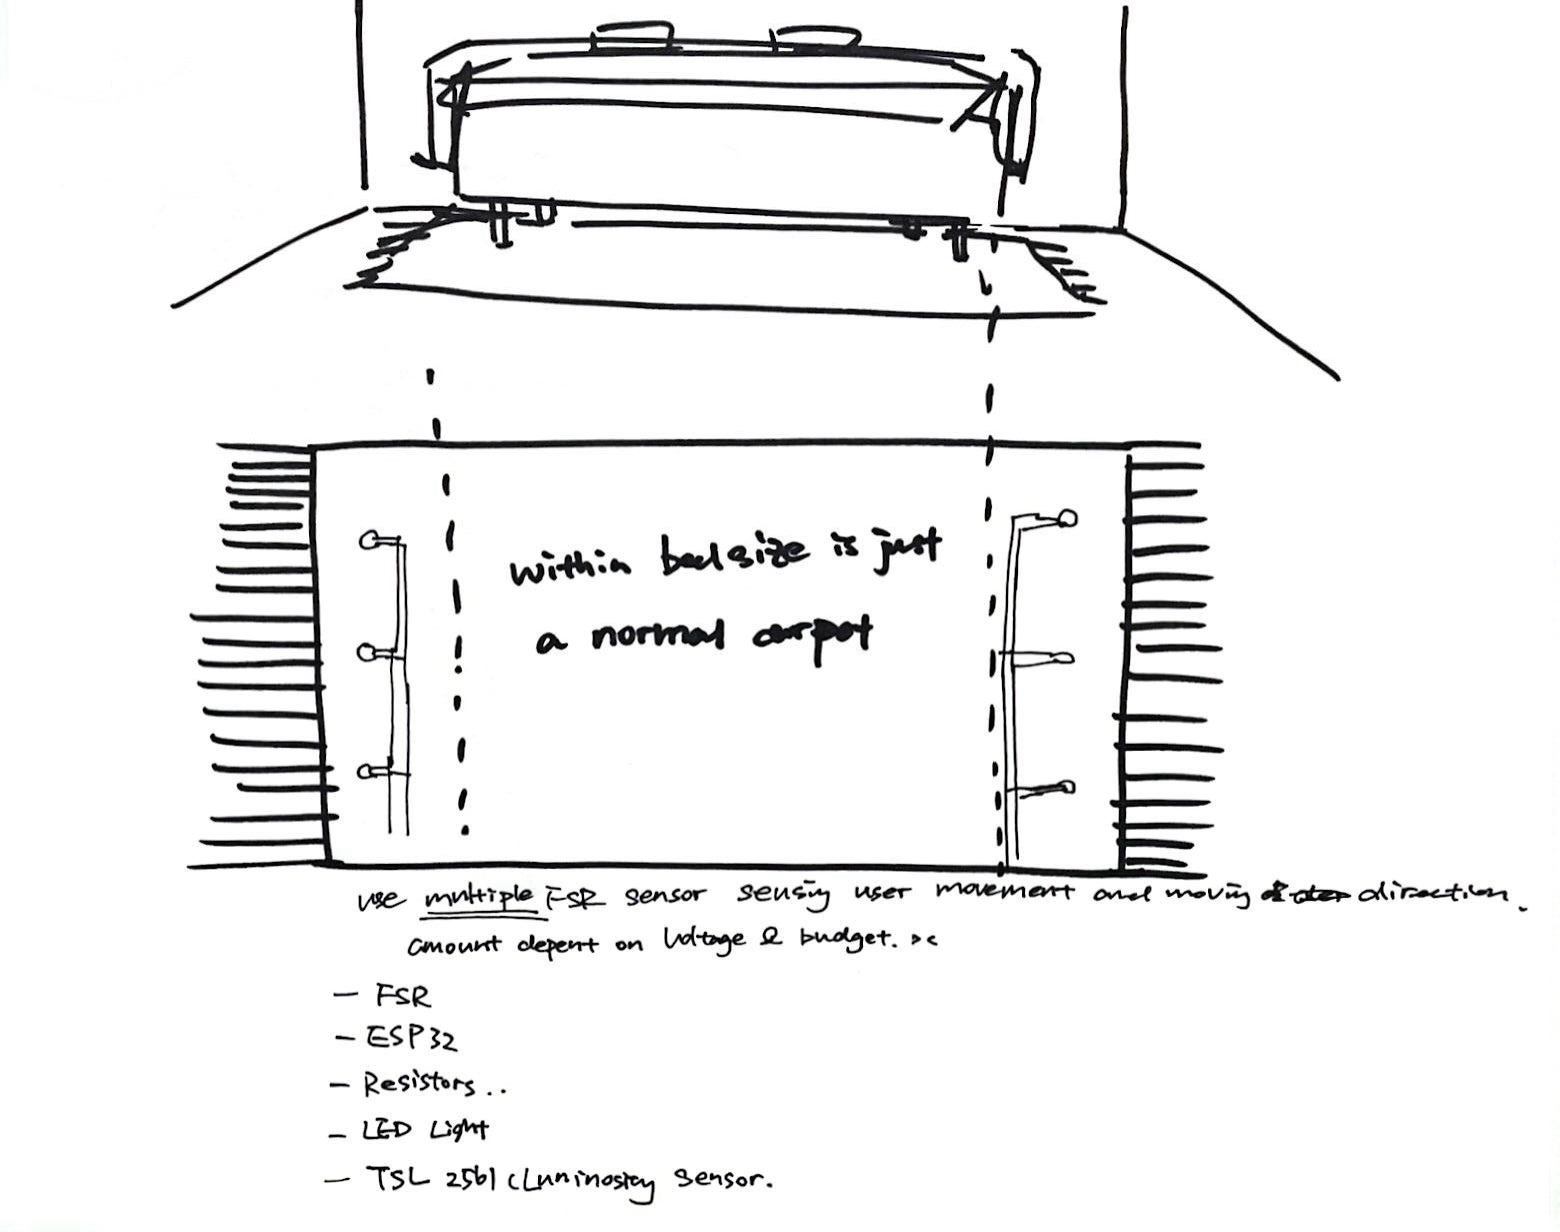 within bedsize is just
a normal carpet
use multiple FSR sensor sensing user movement and moving direction.
amount depent on Voltage & budget. ><
- FSR
- ESP32
- Resistors..
- LED Light
- TSL 2561 (Luminosity Sensor.